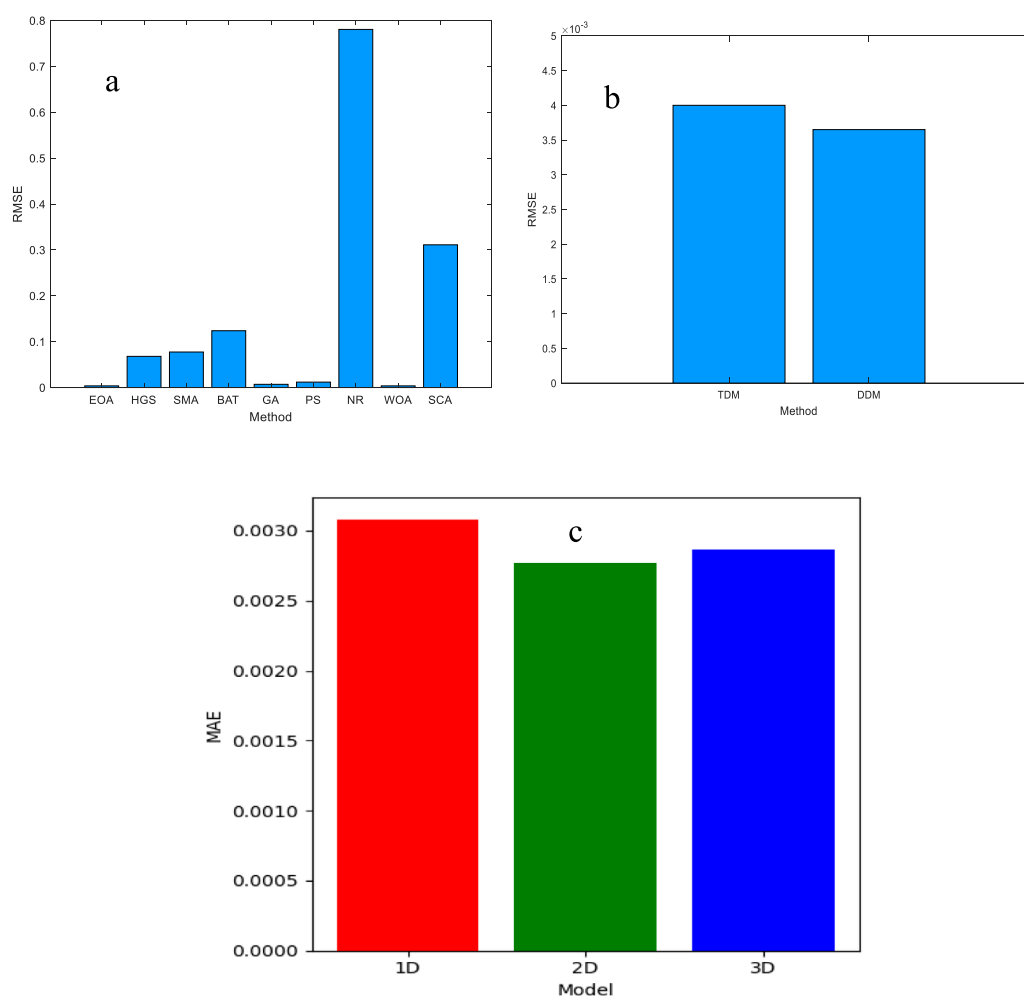 0.8
0.7
0.6
0.5
0.4
0.3
0.2
0.1
0
RMSE
a
EOA HGS SMA BAT GA PS NR WOA SCA
Method
×10-3
5
4.5
4
3.5
3
2.5
2
1.5
1
0.5
0
RMSE
b
TDM DDM
Method
0.0030
0.0025
0.0020
0.0015
0.0010
0.0005
0.0000
MAE
c
1D 2D 3D
Model